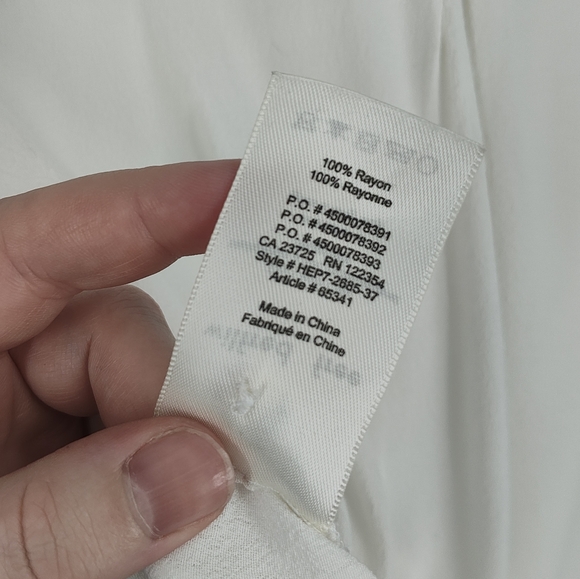 100% Rayon
100% Rayonne
P.O. # 4500078391
P.O. # 4500078392
P.O. # 4500078393
CA 23725 RN 122354
Style # HEP7-2685-37
Article # 65341
Made in China
Fabriqué en Chine